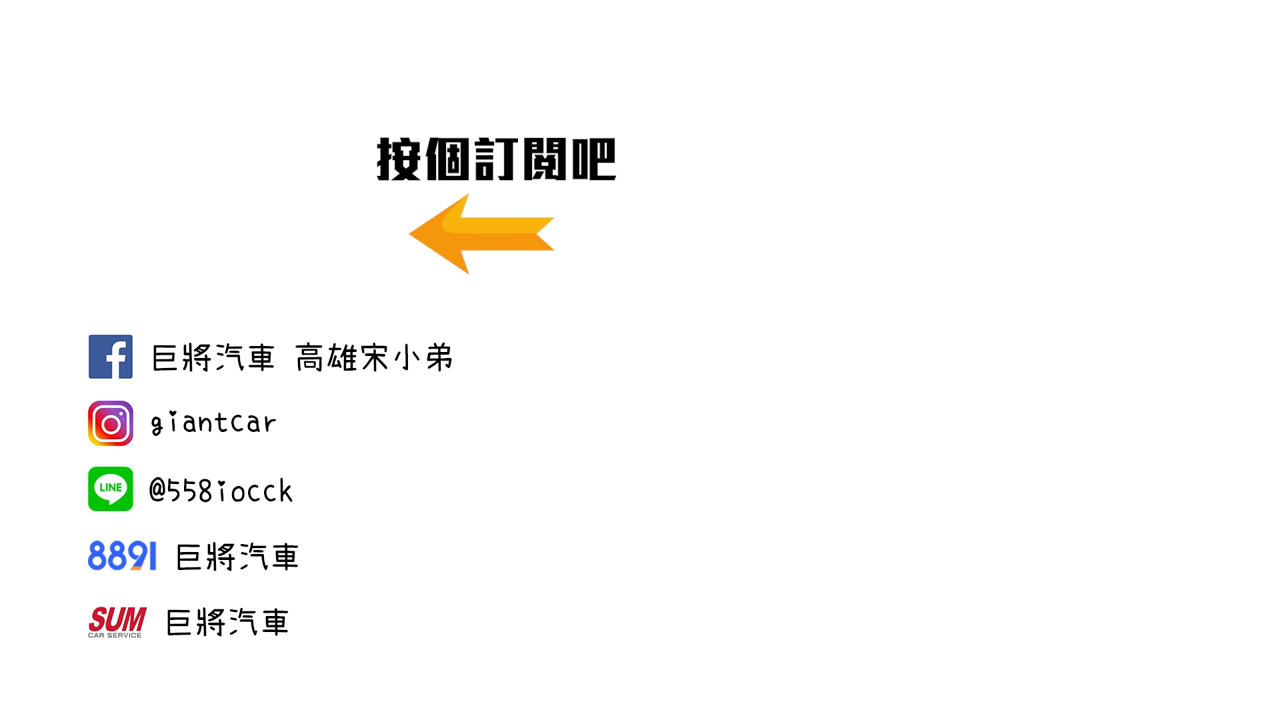 按個訂閱吧
巨將汽車 高雄宋小弟
giantcar
LINE @558iocck
8891 巨將汽車
SUM CAR SERVICE 巨將汽車